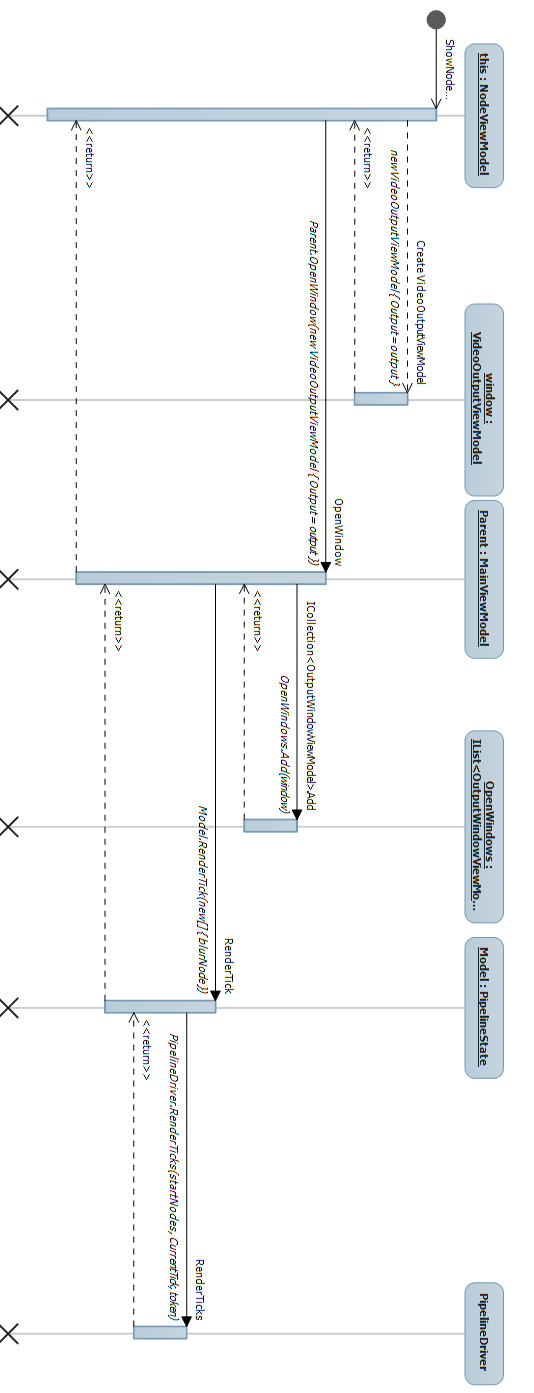 this : NodeViewModel
window :
VideoOutputViewModel
Parent : MainViewModel
OpenWindows :
IList<OutputWindowViewMo...
Model : PipelineState
PipelineDriver
ShowNode...
Create VideoOutputViewModel
newVideoOutputViewModel { Output = output }
<<return>>
OpenWindow
Parent.OpenWindow(new VideoOutputViewModel { Output = output })
ICollection<OutputWindowViewModel>.Add
OpenWindows.Add(window)
<<return>>
RenderTick
Model.RenderTick(new[] { blurNode })
RenderTicks
PipelineDriver.RenderTicks(startNodes, CurrentTick, token)
<<return>>
<<return>>
<<return>>